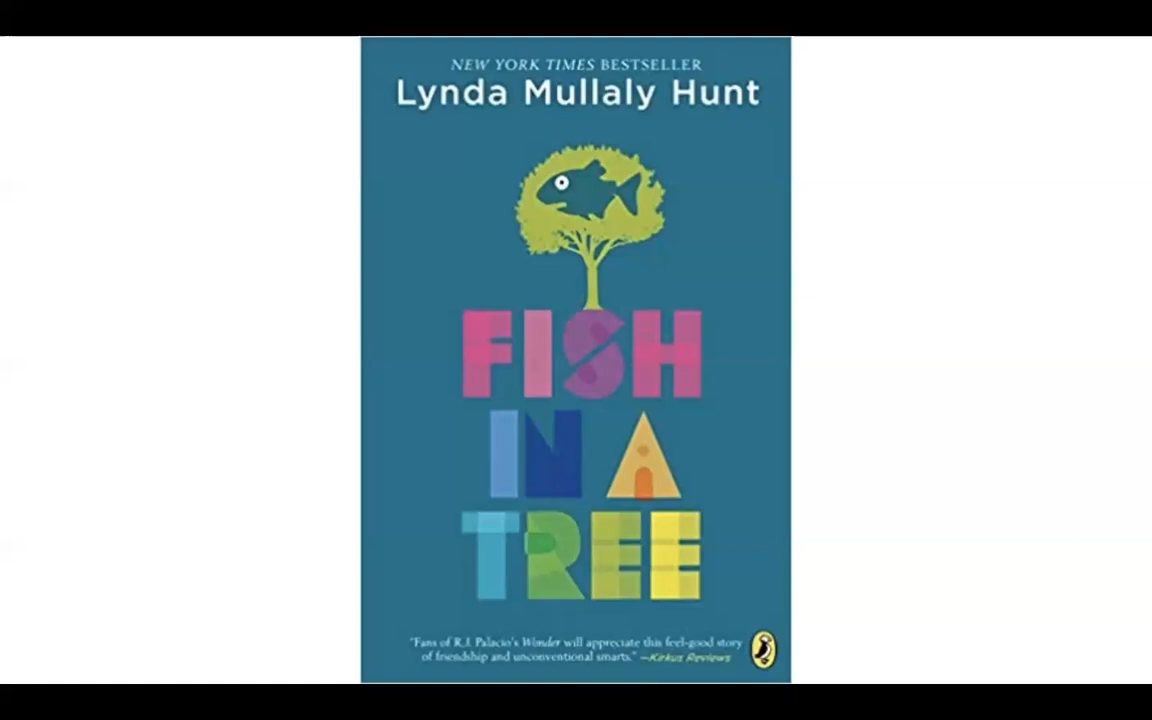 NEW YORK TIMES BESTSELLER
Lynda Mullaly Hunt
FISH
IN A
TREE
"Fans of R.J. Palacio's Wonder will appreciate this feel-good story
of friendship and unconventional smarts." —Kirkus Reviews